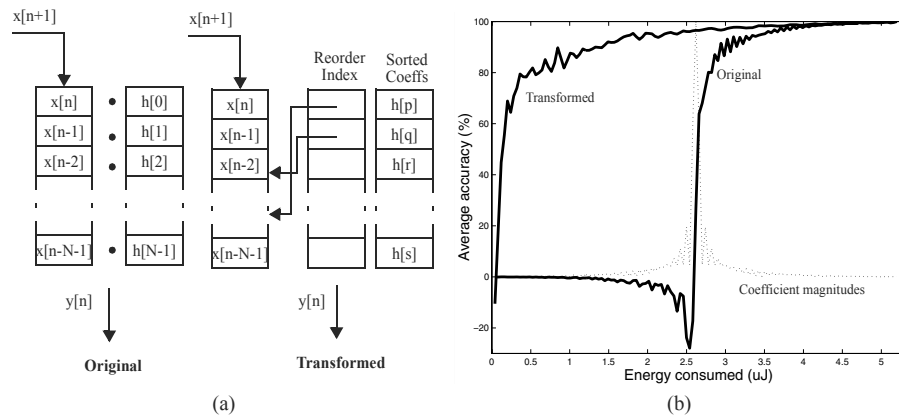 x[n+1]
x[n+1]
Reorder
Index
Sorted
Coeffs
x[n]
h[0]
x[n]
h[p]
x[n-1]
h[1]
x[n-1]
h[q]
x[n-2]
h[2]
x[n-2]
h[r]
x[n-N-1]
h[N-1]
x[n-N-1]
h[s]
y[n]
y[n]
Original
Transformed
(a)
100
80
60
40
20
0
−20
Average accuracy (%)
Transformed
Original
Coefficient magnitudes
0 0.5 1 1.5 2 2.5 3 3.5 4 4.5 5
Energy consumed (uJ)
(b)